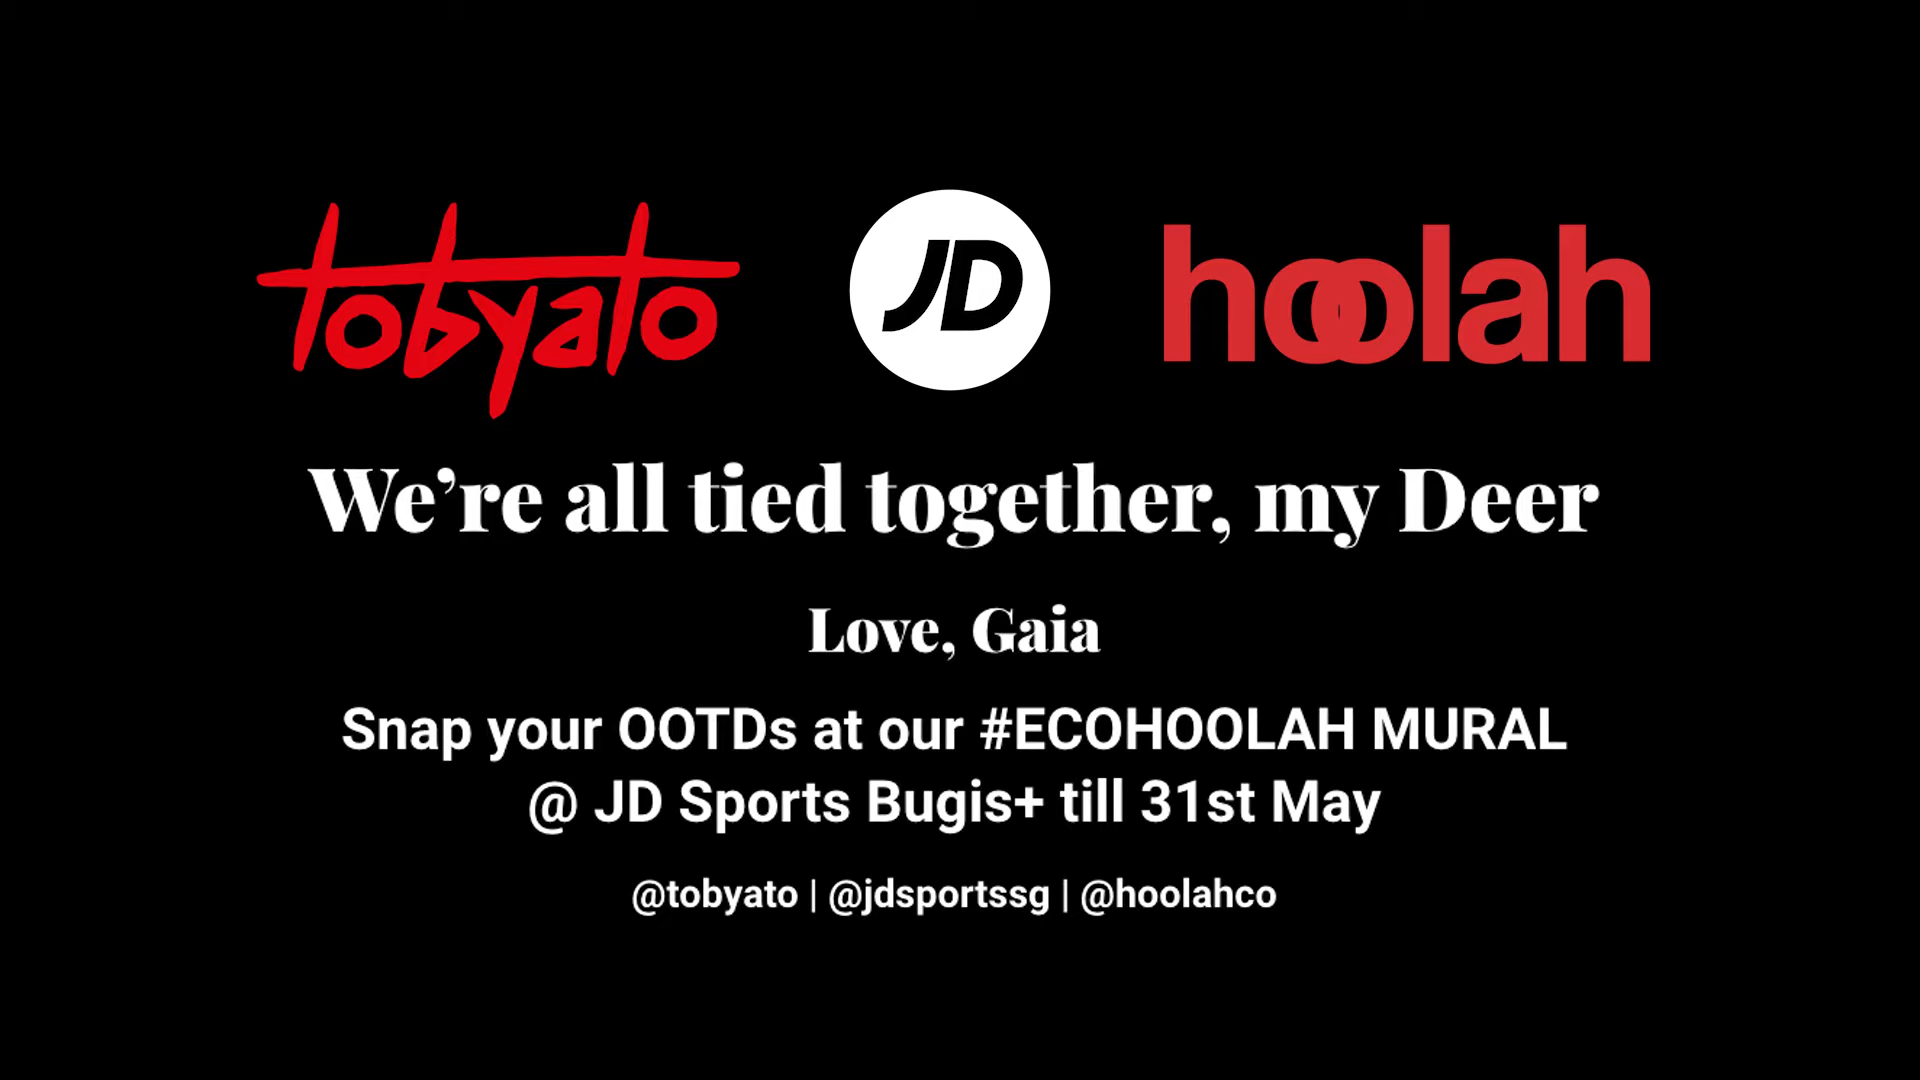 tobyato JD hoolah
We’re all tied together, my Deer
Love, Gaia
Snap your OOTDs at our #ECOHOOLAH MURAL
@ JD Sports Bugis+ till 31st May
@tobyato | @jdsportssg | @hoolahco